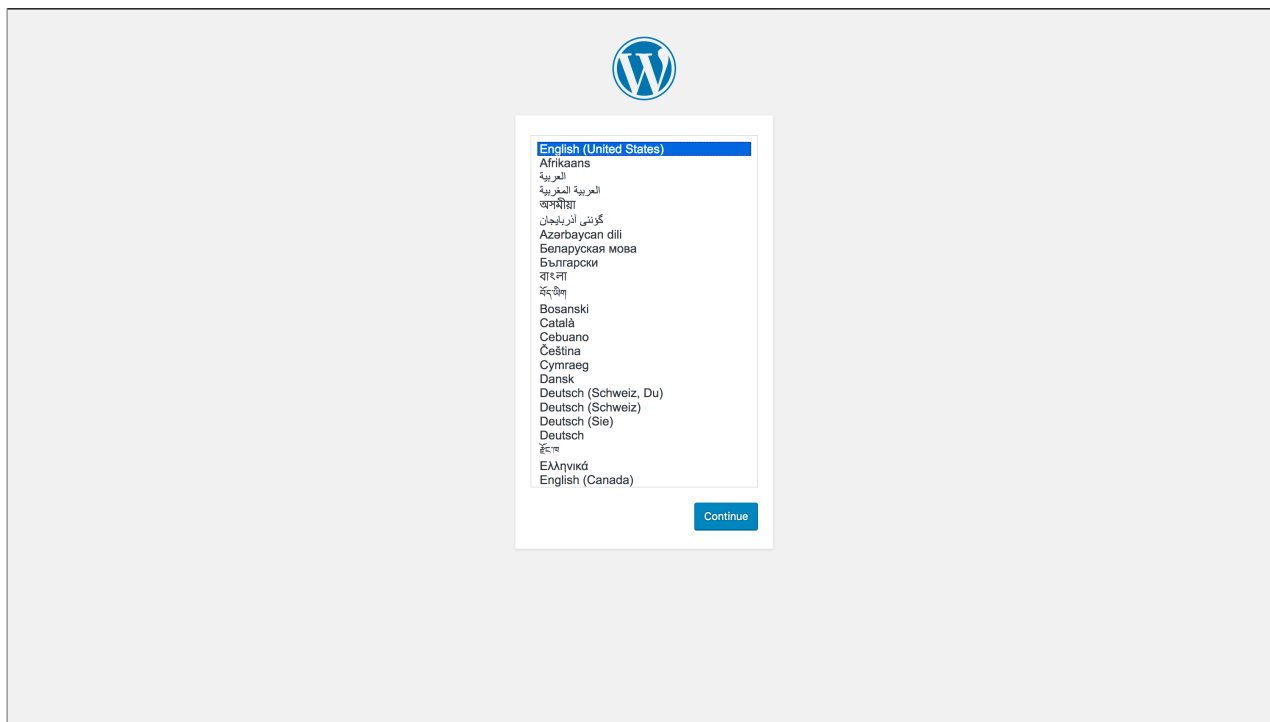 English (United States)
Afrikaans
العربية
العربية المغربية
অসমীয়া
گؤنئی آذربایجان
Azərbaycan dili
Беларуская мова
Български
বাংলা
བོད་ཡིག
Bosanski
Català
Cebuano
Čeština
Cymraeg
Dansk
Deutsch (Schweiz, Du)
Deutsch (Schweiz)
Deutsch (Sie)
Deutsch
རྫོང་ཁ
Ελληνικά
English (Canada)
Continue